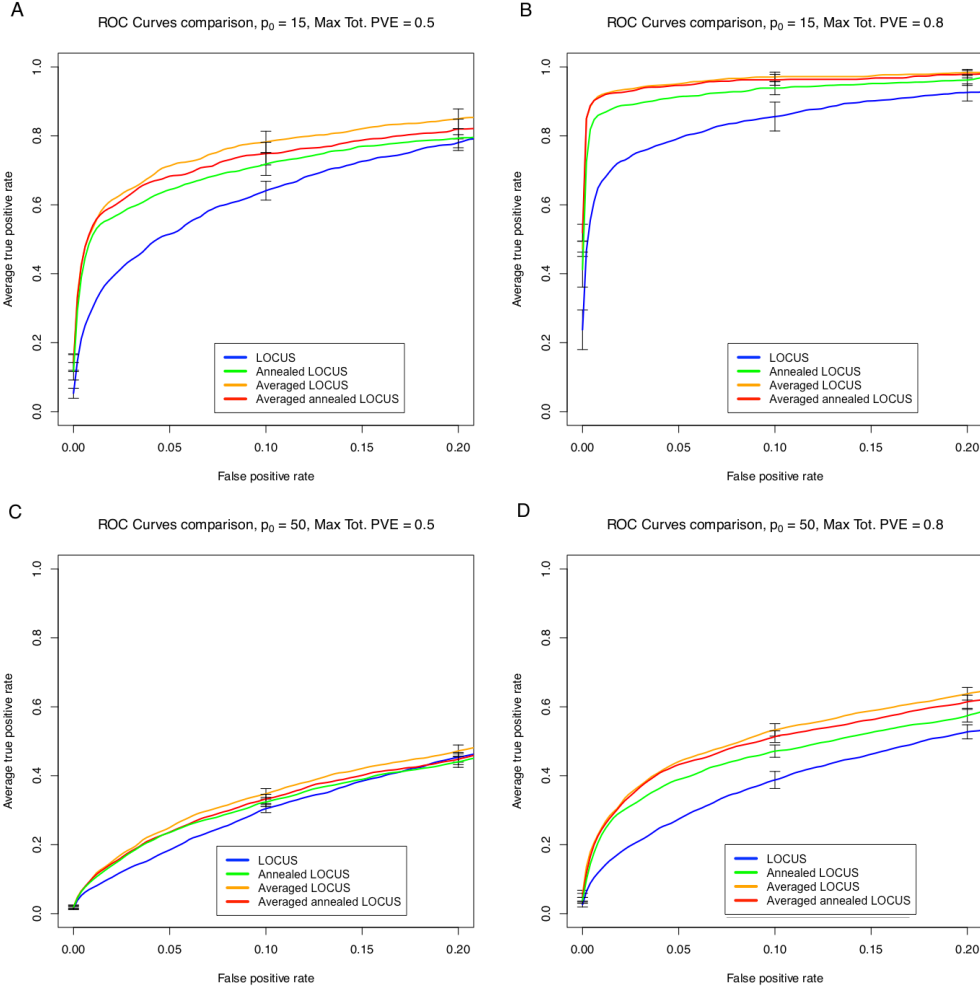 A
ROC Curves comparison, p0 = 15, Max Tot. PVE = 0.5
Average true positive rate
1.0
0.8
0.6
0.4
0.2
0.0
LOCUS
Annealed LOCUS
Averaged LOCUS
Averaged annealed LOCUS
0.00 0.05 0.10 0.15 0.20
False positive rate
B
ROC Curves comparison, p0 = 15, Max Tot. PVE = 0.8
Average true positive rate
1.0
0.8
0.6
0.4
0.2
0.0
LOCUS
Annealed LOCUS
Averaged LOCUS
Averaged annealed LOCUS
0.00 0.05 0.10 0.15 0.20
False positive rate
C
ROC Curves comparison, p0 = 50, Max Tot. PVE = 0.5
Average true positive rate
1.0
0.8
0.6
0.4
0.2
0.0
LOCUS
Annealed LOCUS
Averaged LOCUS
Averaged annealed LOCUS
0.00 0.05 0.10 0.15 0.20
False positive rate
D
ROC Curves comparison, p0 = 50, Max Tot. PVE = 0.8
Average true positive rate
1.0
0.8
0.6
0.4
0.2
0.0
LOCUS
Annealed LOCUS
Averaged LOCUS
Averaged annealed LOCUS
0.00 0.05 0.10 0.15 0.20
False positive rate